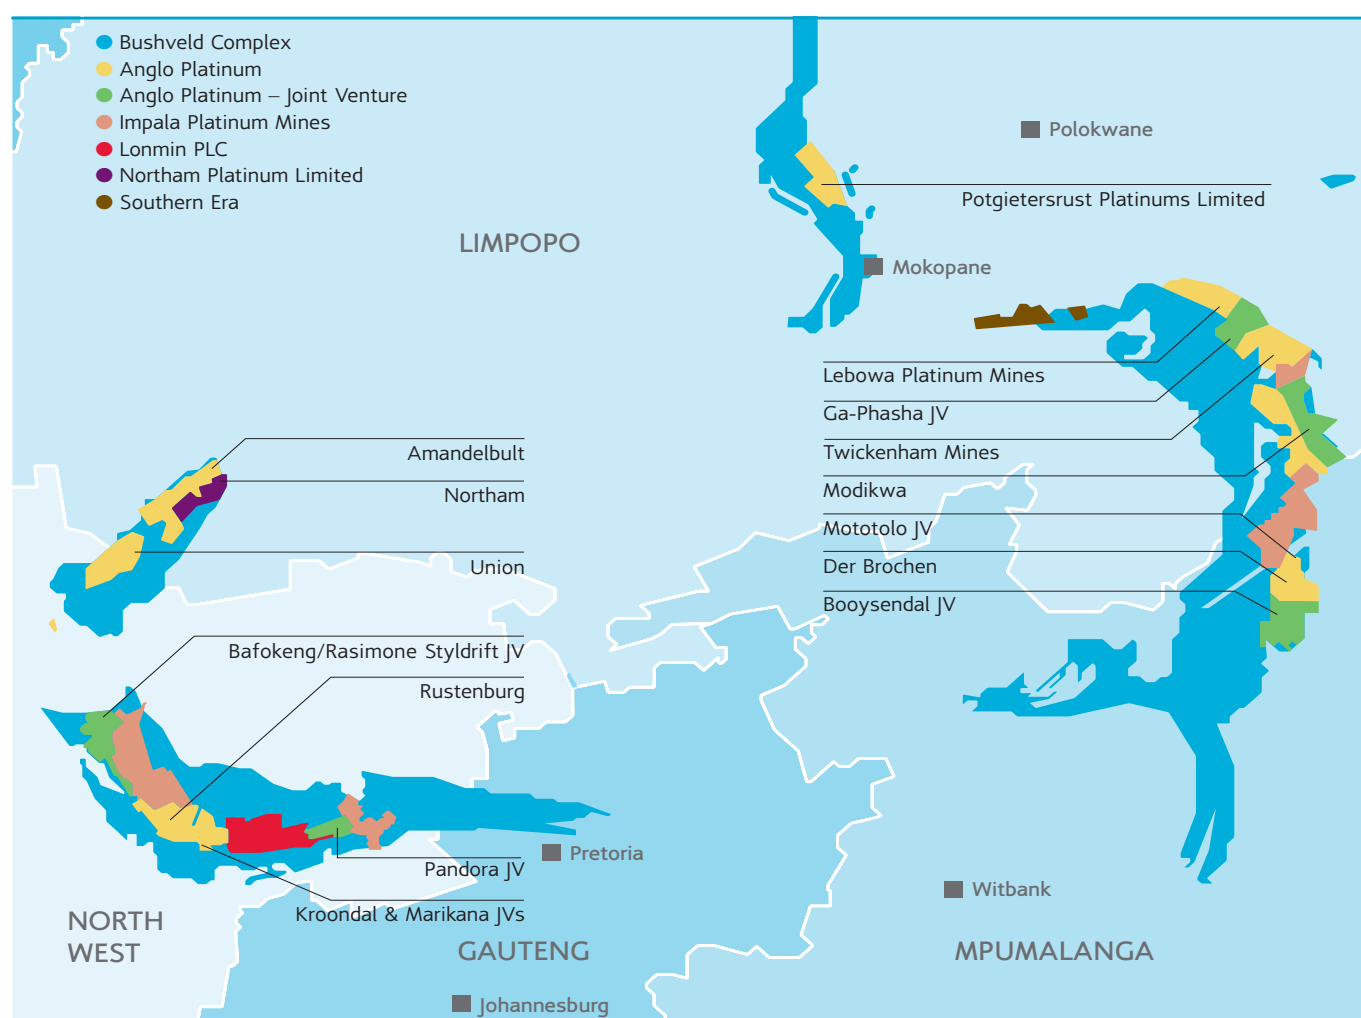 Bushveld Complex
Anglo Platinum
Anglo Platinum – Joint Venture
Impala Platinum Mines
Lonmin PLC
Northam Platinum Limited
Southern Era
Polokwane
Potgietersrust Platinums Limited
LIMPOPO
Mokopane
Lebowa Platinum Mines
Ga-Phasha JV
Twickenham Mines
Modikwa
Mototolo JV
Der Brochen
Booysendal JV
Amandelbult
Northam
Union
Bafokeng/Rasimone Styldrift JV
Rustenburg
Pretoria
Pandora JV
Kroondal & Marikana JVs
Witbank
NORTH
WEST
GAUTENG
MPUMALANGA
Johannesburg